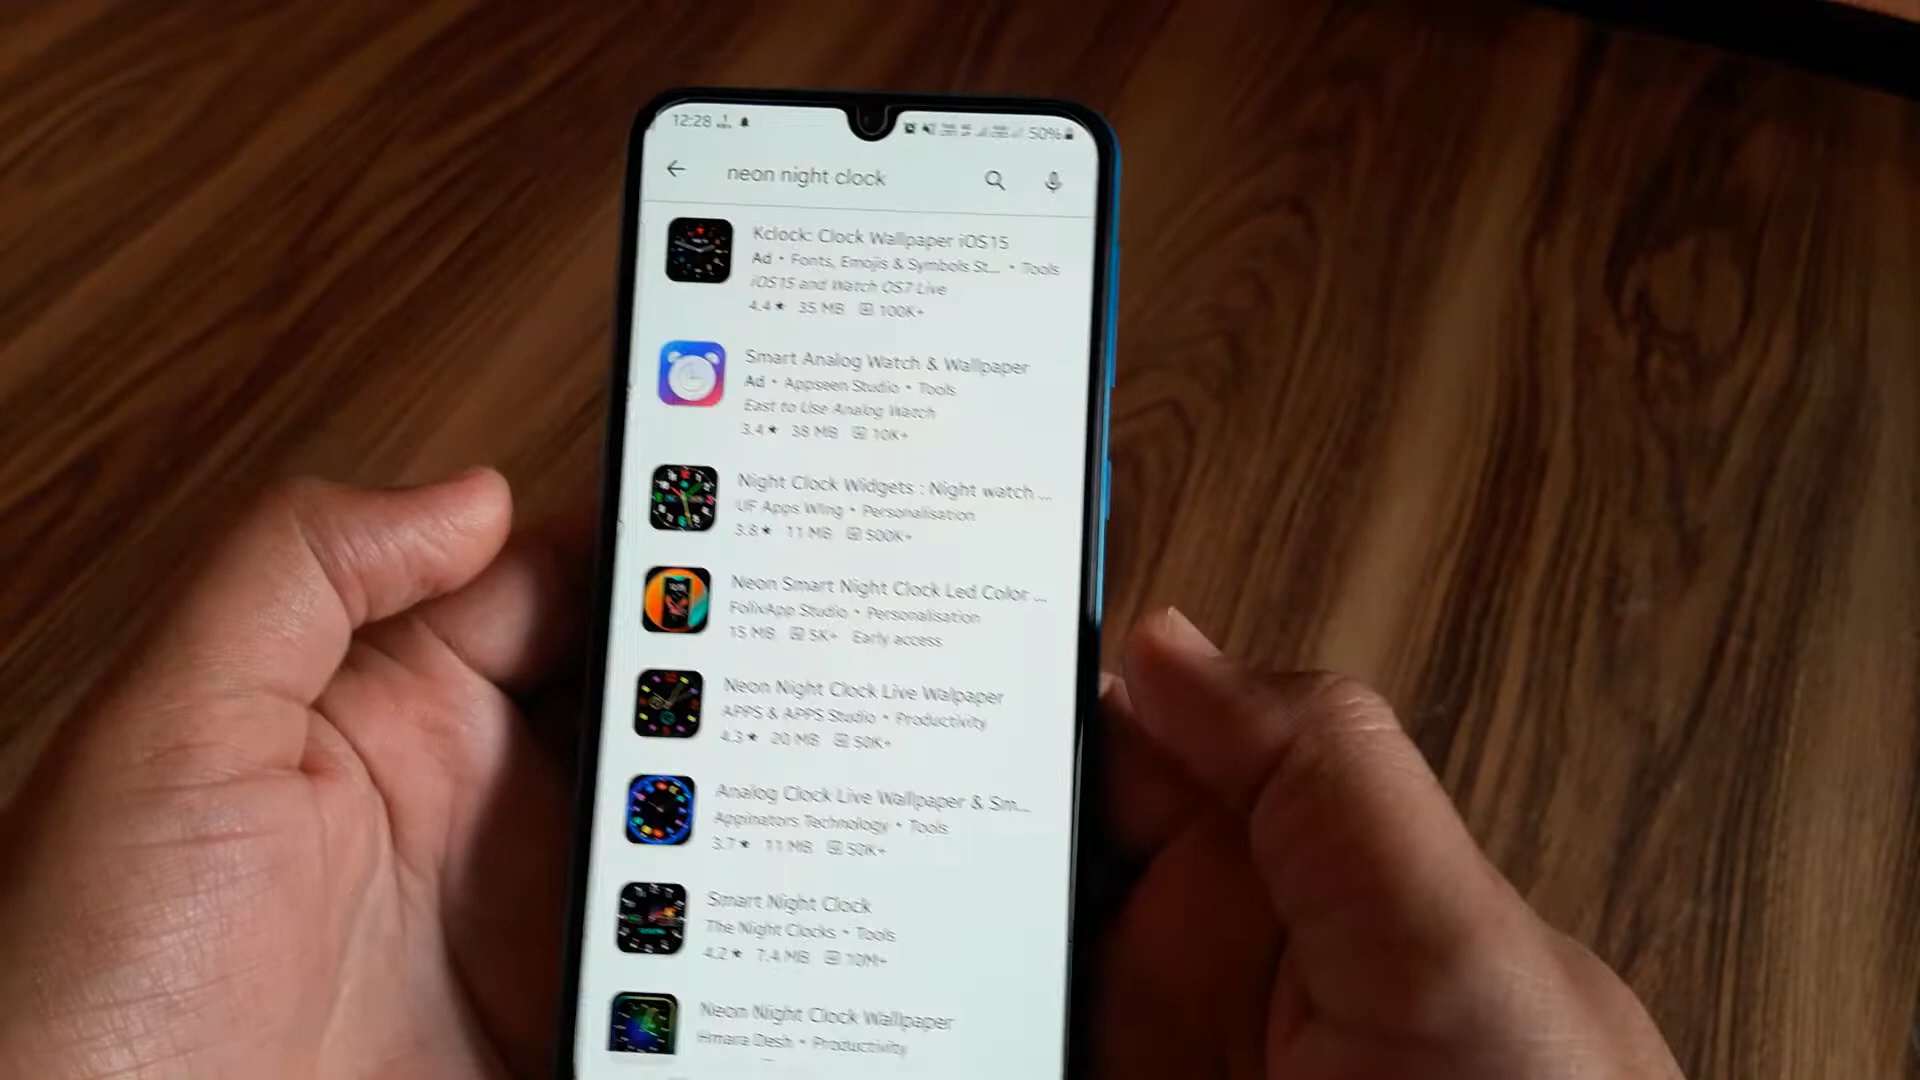 12:28
50%
neon night clock
Kclock: Clock Wallpaper iOS15
Ad • Fonts, Emojis & Symbols St... • Tools
iOS15 and Watch OS7 Live
4.4★ 35 MB 100K+
Smart Analog Watch & Wallpaper
Ad • Appseen Studio • Tools
East to Use Analog Watch
3.4★ 38 MB 10K+
Night Clock Widgets : Night watch ...
UF Apps Wing • Personalisation
3.8★ 11 MB 500K+
Neon Smart Night Clock Led Color ...
FolixApp Studio • Personalisation
15 MB 5K+ Early access
Neon Night Clock Live Walpaper
APPS & APPS Studio • Productivity
4.3★ 20 MB 50K+
Analog Clock Live Wallpaper & Sm...
Appinators Technology • Tools
3.7★ 11 MB 50K+
Smart Night Clock
The Night Clocks • Tools
4.2★ 7.4 MB 10M+
Neon Night Clock Wallpaper
Hmara Desh • Productivity